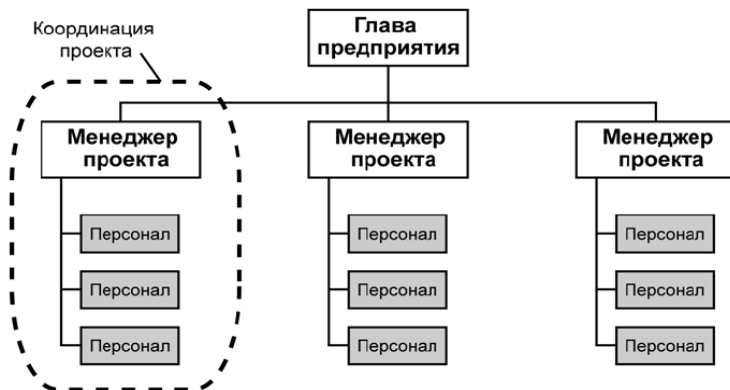 Координация
проекта
Глава
предприятия
Менеджер
проекта
Менеджер
проекта
Менеджер
проекта
Персонал
Персонал
Персонал
Персонал
Персонал
Персонал
Персонал
Персонал
Персонал